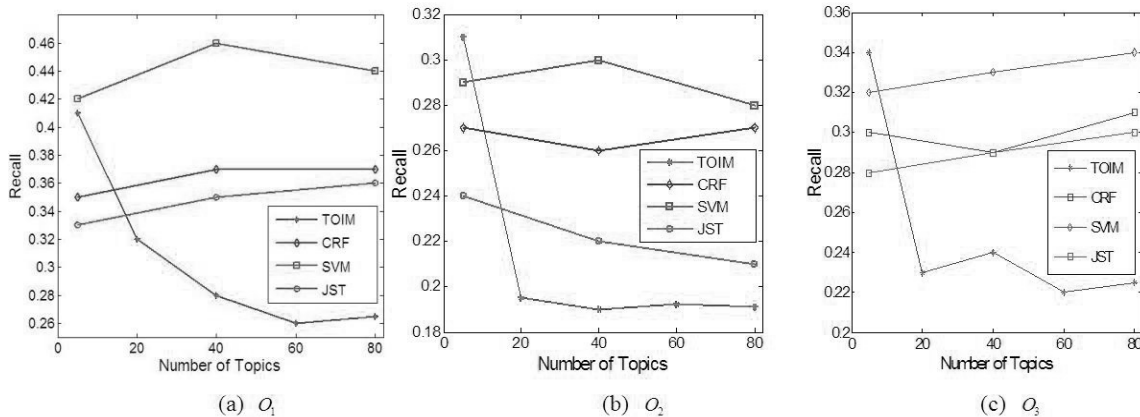 0.46
0.44
0.42
0.4
0.38
0.36
0.34
0.32
0.3
0.28
0.26
Recall
0
20
40
60
80
Number of Topics
TOIM
CRF
SVM
JST
(a) O1
0.32
0.3
0.28
0.26
0.24
0.22
0.2
0.18
Recall
0
20
40
60
80
Number of Topics
TOIM
CRF
SVM
JST
(b) O2
0.36
0.34
0.32
0.3
0.28
0.26
0.24
0.22
0.2
Recall
0
20
40
60
80
Number of Topics
TOIM
CRF
SVM
JST
(c) O3